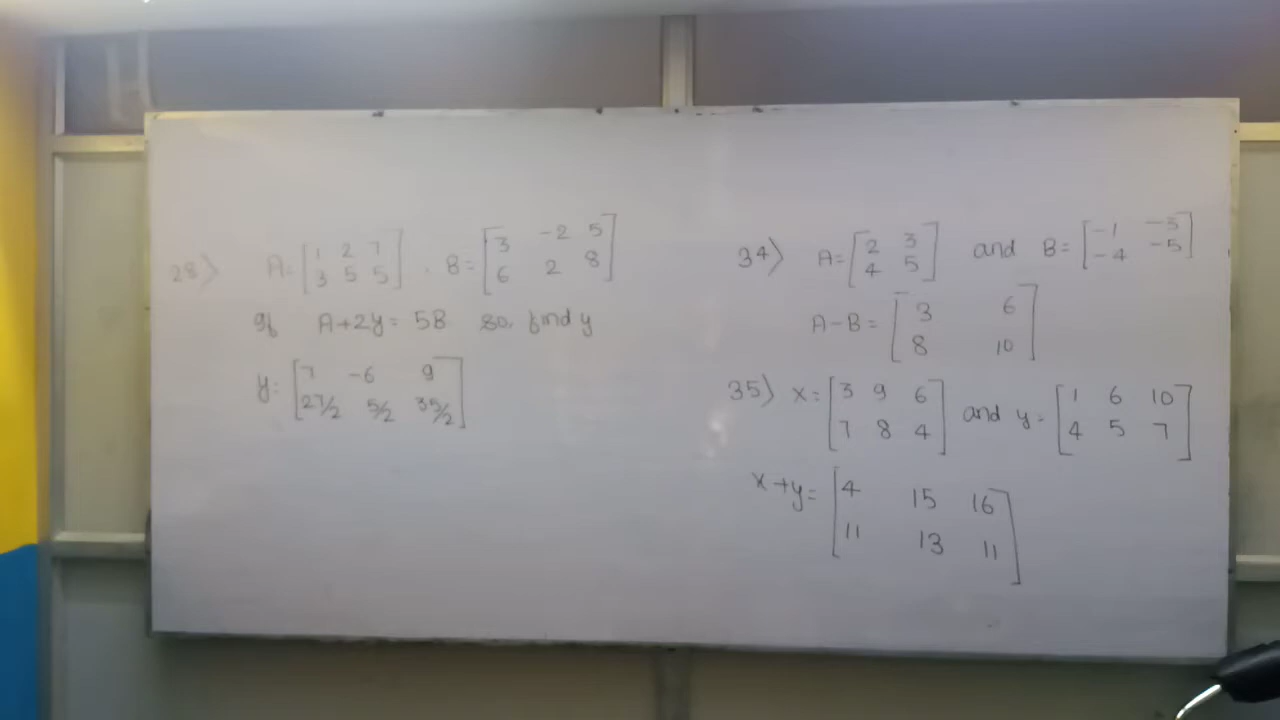 28) A = [1 2 7
3 5 5] , B = [3 -2 5
6 2 8]
If A+2y = 5B so, find y
y = [7 -6 9
27/2 5/2 35/2]
34) A = [2 3
4 5] and B = [-1 -3
-4 -5]
A-B = [3 6
8 10]
35) x = [3 9 6
7 8 4] and y = [1 6 10
4 5 7]
x+y = [4 15 16
11 13 11]